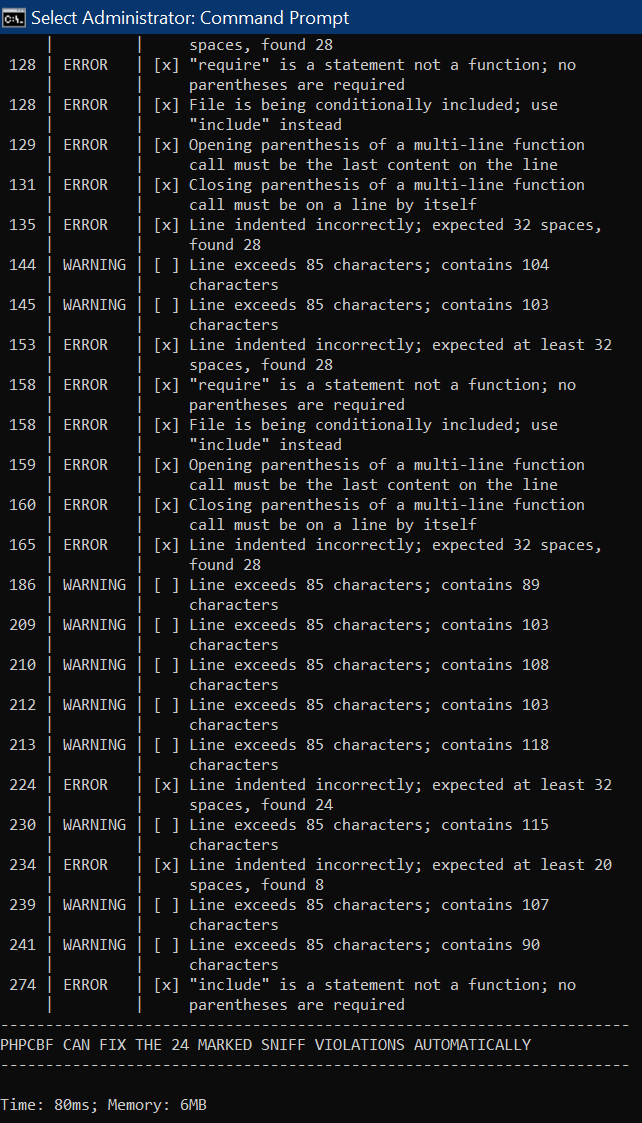 Select Administrator: Command Prompt
    |         |     spaces, found 28
128 | ERROR   | [x] "require" is a statement not a function; no
    |         |     parentheses are required
128 | ERROR   | [x] File is being conditionally included; use
    |         |     "include" instead
129 | ERROR   | [x] Opening parenthesis of a multi-line function
    |         |     call must be the last content on the line
131 | ERROR   | [x] Closing parenthesis of a multi-line function
    |         |     call must be on a line by itself
135 | ERROR   | [x] Line indented incorrectly; expected 32 spaces,
    |         |     found 28
144 | WARNING | [ ] Line exceeds 85 characters; contains 104
    |         |     characters
145 | WARNING | [ ] Line exceeds 85 characters; contains 103
    |         |     characters
153 | ERROR   | [x] Line indented incorrectly; expected at least 32
    |         |     spaces, found 28
158 | ERROR   | [x] "require" is a statement not a function; no
    |         |     parentheses are required
158 | ERROR   | [x] File is being conditionally included; use
    |         |     "include" instead
159 | ERROR   | [x] Opening parenthesis of a multi-line function
    |         |     call must be the last content on the line
160 | ERROR   | [x] Closing parenthesis of a multi-line function
    |         |     call must be on a line by itself
165 | ERROR   | [x] Line indented incorrectly; expected 32 spaces,
    |         |     found 28
186 | WARNING | [ ] Line exceeds 85 characters; contains 89
    |         |     characters
209 | WARNING | [ ] Line exceeds 85 characters; contains 103
    |         |     characters
210 | WARNING | [ ] Line exceeds 85 characters; contains 108
    |         |     characters
212 | WARNING | [ ] Line exceeds 85 characters; contains 103
    |         |     characters
213 | WARNING | [ ] Line exceeds 85 characters; contains 118
    |         |     characters
224 | ERROR   | [x] Line indented incorrectly; expected at least 32
    |         |     spaces, found 24
230 | WARNING | [ ] Line exceeds 85 characters; contains 115
    |         |     characters
234 | ERROR   | [x] Line indented incorrectly; expected at least 20
    |         |     spaces, found 8
239 | WARNING | [ ] Line exceeds 85 characters; contains 107
    |         |     characters
241 | WARNING | [ ] Line exceeds 85 characters; contains 90
    |         |     characters
274 | ERROR   | [x] "include" is a statement not a function; no
    |         |     parentheses are required
----------------------------------------------------------------------
PHPCBF CAN FIX THE 24 MARKED SNIFF VIOLATIONS AUTOMATICALLY
----------------------------------------------------------------------
Time: 80ms; Memory: 6MB